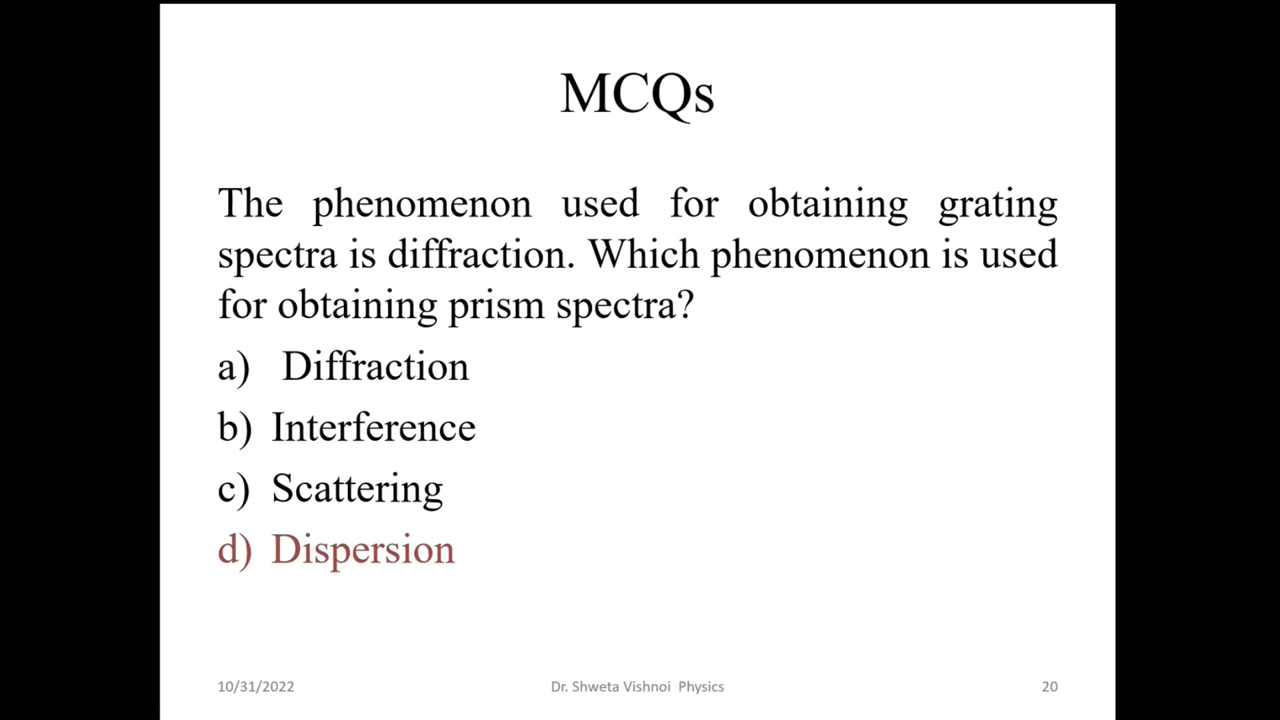 MCQs
The phenomenon used for obtaining grating
spectra is diffraction. Which phenomenon is used
for obtaining prism spectra?
a) Diffraction
b) Interference
c) Scattering
d) Dispersion
10/31/2022 Dr. Shweta Vishnoi Physics 20